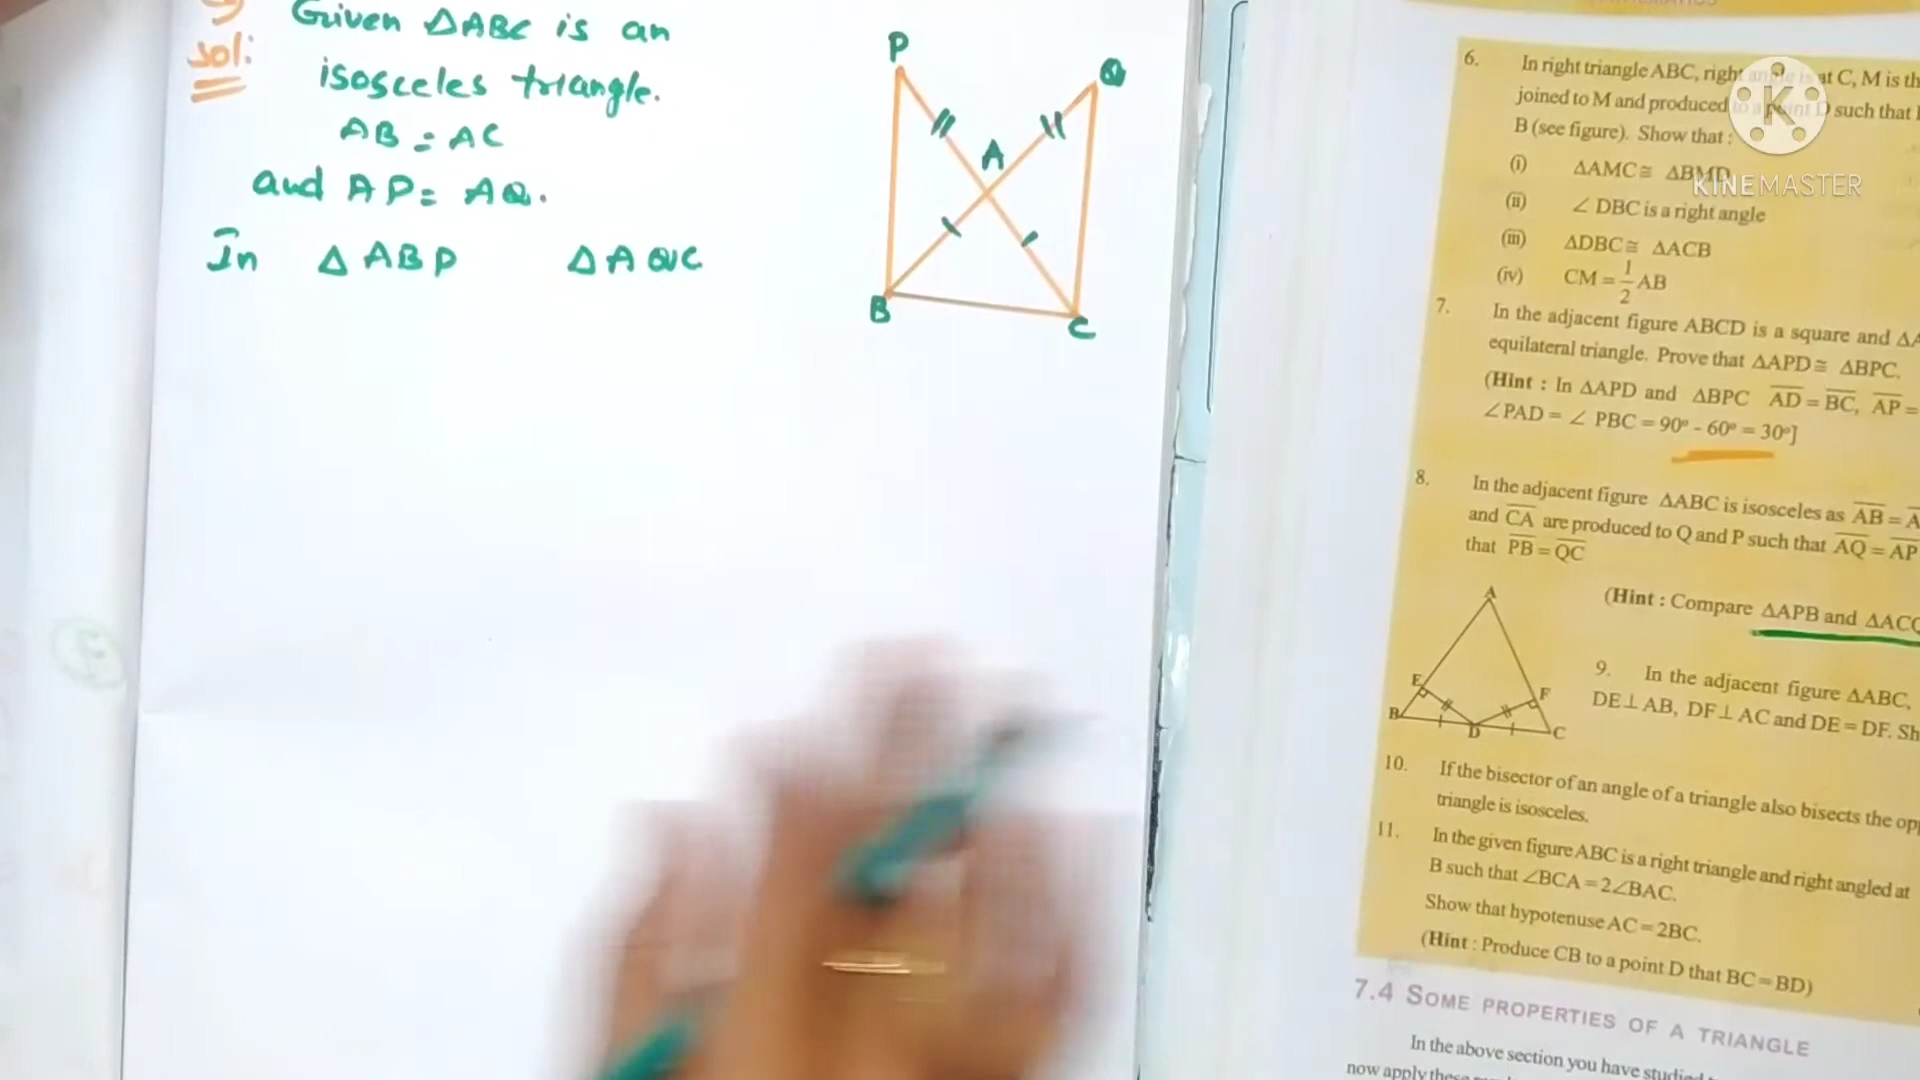 Sol:
Given ΔABC is an
isosceles triangle.
AB = AC
and AP = AQ.
In ΔABP ΔAQC
P
Q
A
B
C
6. In right triangle ABC, right angle is at C, M is th
joined to M and produced to a point D such that
B (see figure). Show that :
(i) ΔAMC ≅ ΔBMD
(ii) ∠ DBC is a right angle
(iii) ΔDBC ≅ ΔACB
(iv) CM = 1/2 AB
K
KINEMASTER
7. In the adjacent figure ABCD is a square and Δ
equilateral triangle. Prove that ΔAPD ≅ ΔBPC.
(Hint : In ΔAPD and ΔBPC AD = BC, AP =
∠PAD = ∠ PBC = 90° - 60° = 30°]
8. In the adjacent figure ΔABC is isosceles as AB = A
and CA are produced to Q and P such that AQ = AP
that PB = QC
(Hint : Compare ΔAPB and ΔACQ
A
E
F
B
D
C
9. In the adjacent figure ΔABC,
DE⊥AB, DF⊥AC and DE = DF. Sh
10. If the bisector of an angle of a triangle also bisects the op
triangle is isosceles.
11. In the given figure ABC is a right triangle and right angled at
B such that ∠BCA = 2∠BAC.
Show that hypotenuse AC = 2BC.
(Hint : Produce CB to a point D that BC = BD)
7.4 SOME PROPERTIES OF A TRIANGLE
In the above section you have studied
now apply these